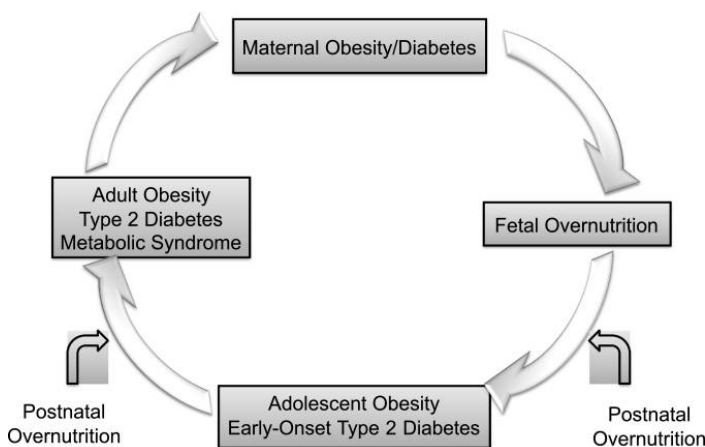 Maternal Obesity/Diabetes
Fetal Overnutrition
Adult Obesity
Type 2 Diabetes
Metabolic Syndrome
Adolescent Obesity
Early-Onset Type 2 Diabetes
Postnatal
Overnutrition
Postnatal
Overnutrition